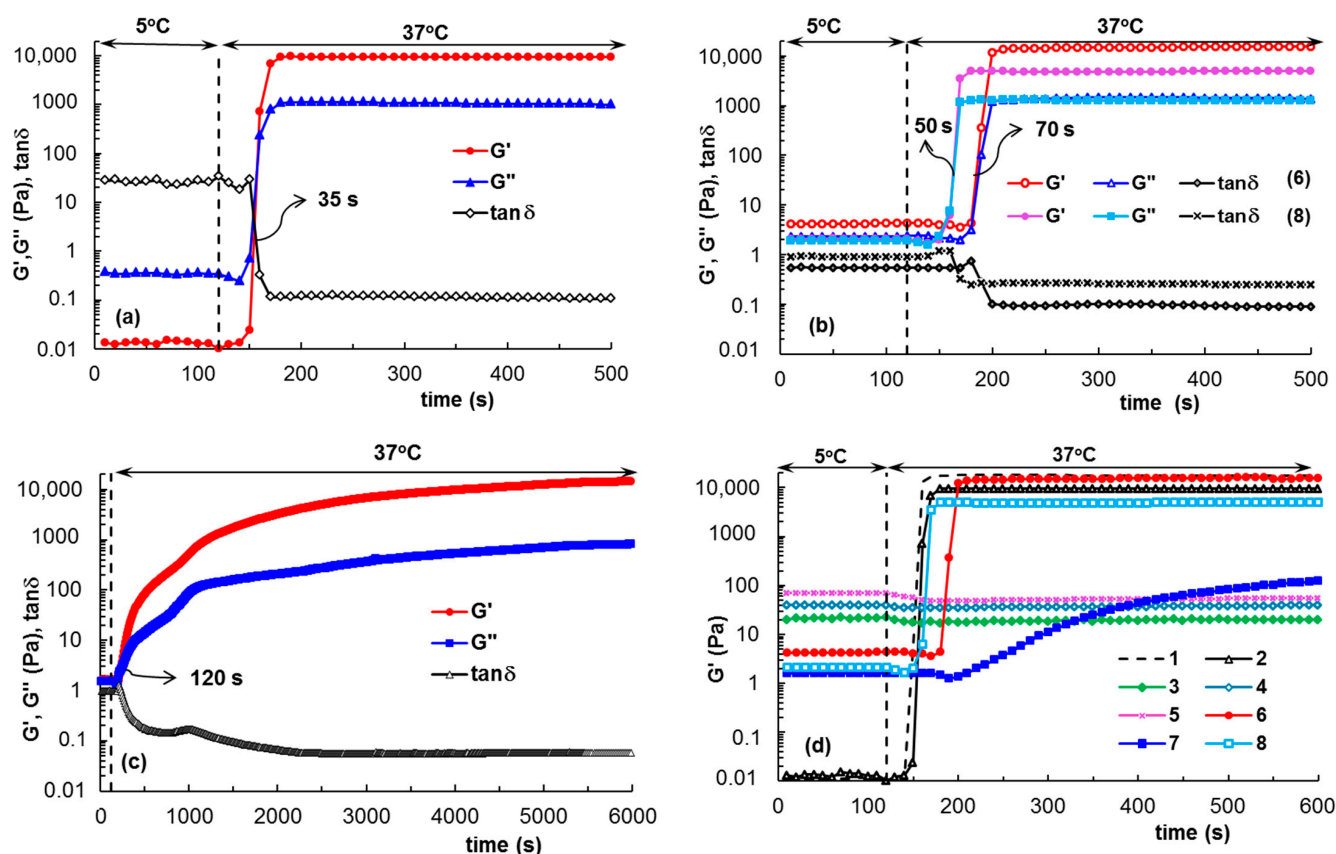 5°C 37°C
10,000
1000
100
10
1
0.1
0.01
G',G" (Pa), tanδ
G'
G"
tanδ
35 s
(a)
0 100 200 300 400 500
time (s)
5°C 37°C
10,000
1000
100
10
1
0.1
0.01
G', G" (Pa), tanδ
50 s 70 s
G' G" tanδ (6)
G' G" tanδ (8)
(b)
0 100 200 300 400 500
time (s)
37°C
10,000
1000
100
10
1
0.1
0.01
G', G" (Pa), tanδ
G'
G"
tanδ
120 s
(c)
0 1000 2000 3000 4000 5000 6000
time (s)
5°C 37°C
10,000
1000
100
10
1
0.1
0.01
G' (Pa)
1 2
3 4
5 6
7 8
(d)
0 100 200 300 400 500 600
time (s)